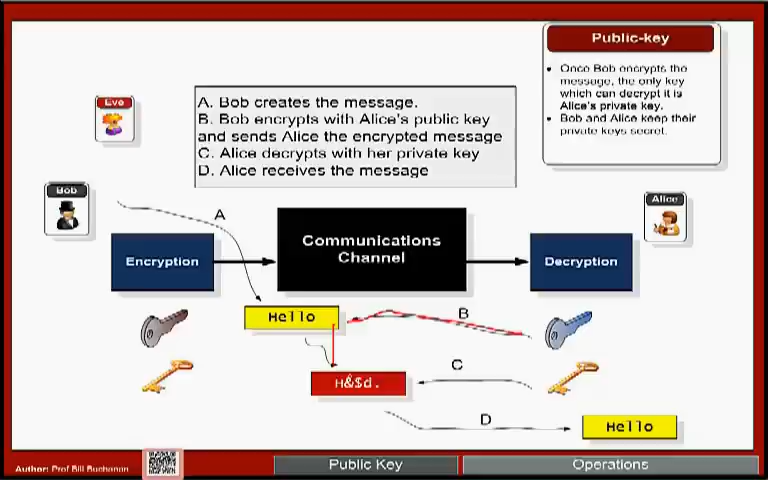 Public-key
Once Bob encrypts the
message, the only key
which can decrypt it is
Alice's private key.
Bob and Alice keep their
private keys secret.
Eve
A. Bob creates the message.
B. Bob encrypts with Alice's public key
and sends Alice the encrypted message
C. Alice decrypts with her private key
D. Alice receives the message
Bob
Alice
A
Encryption
Communications
Channel
Decryption
Hello
B
H&$d.
C
D
Hello
Author: Prof Bill Buchanan
Public Key
Operations